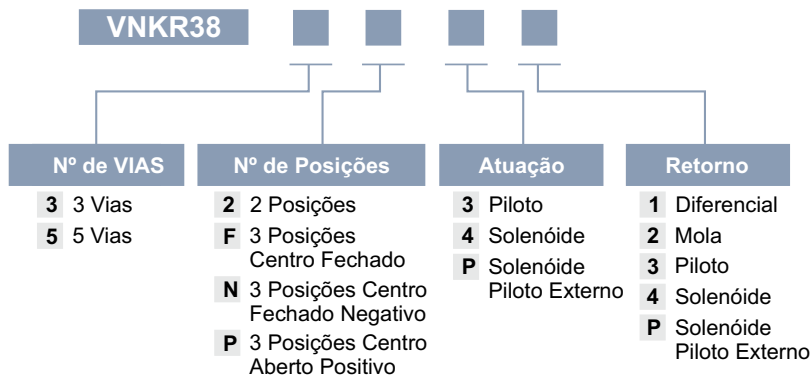 VNKR38
Nº de VIAS
3 3 Vias
5 5 Vias
Nº de Posições
2 2 Posições
F 3 Posições
Centro Fechado
N 3 Posições Centro
Fechado Negativo
P 3 Posições Centro
Aberto Positivo
Atuação
3 Piloto
4 Solenóide
P Solenóide
Piloto Externo
Retorno
1 Diferencial
2 Mola
3 Piloto
4 Solenóide
P Solenóide
Piloto Externo